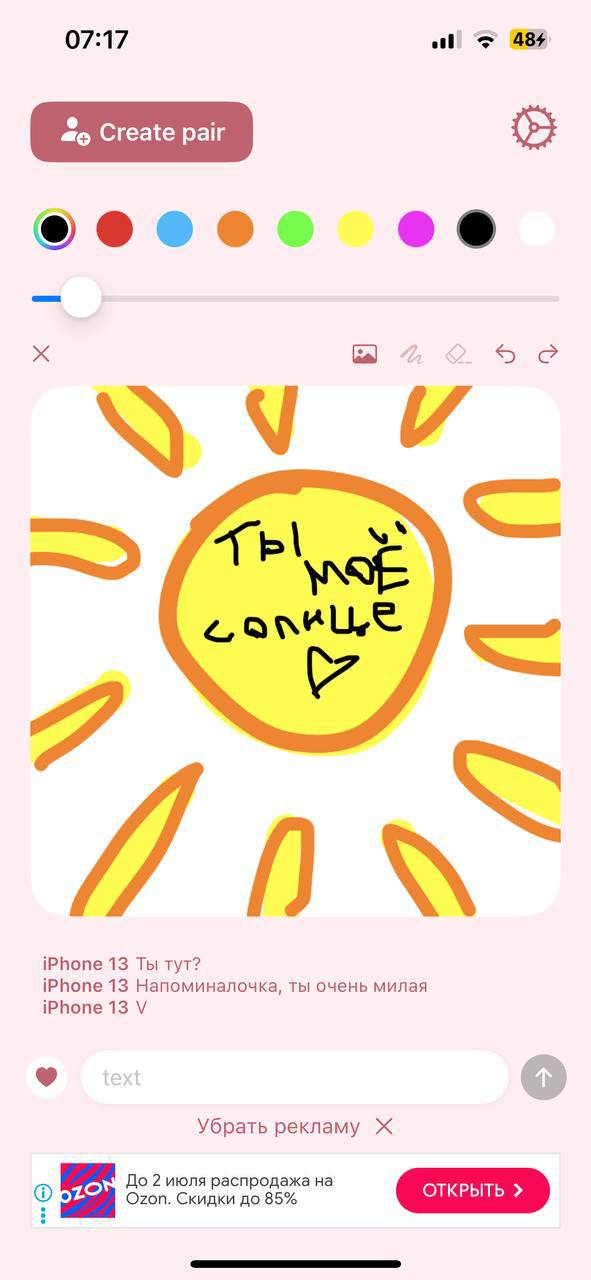 07:17
48
Create pair
Ты
моё
солнце
iPhone 13 Ты тут?
iPhone 13 Напоминалочка, ты очень милая
iPhone 13 V
text
Убрать рекламу
OZON
До 2 июля распродажа на
Ozon. Скидки до 85%
ОТКРЫТЬ